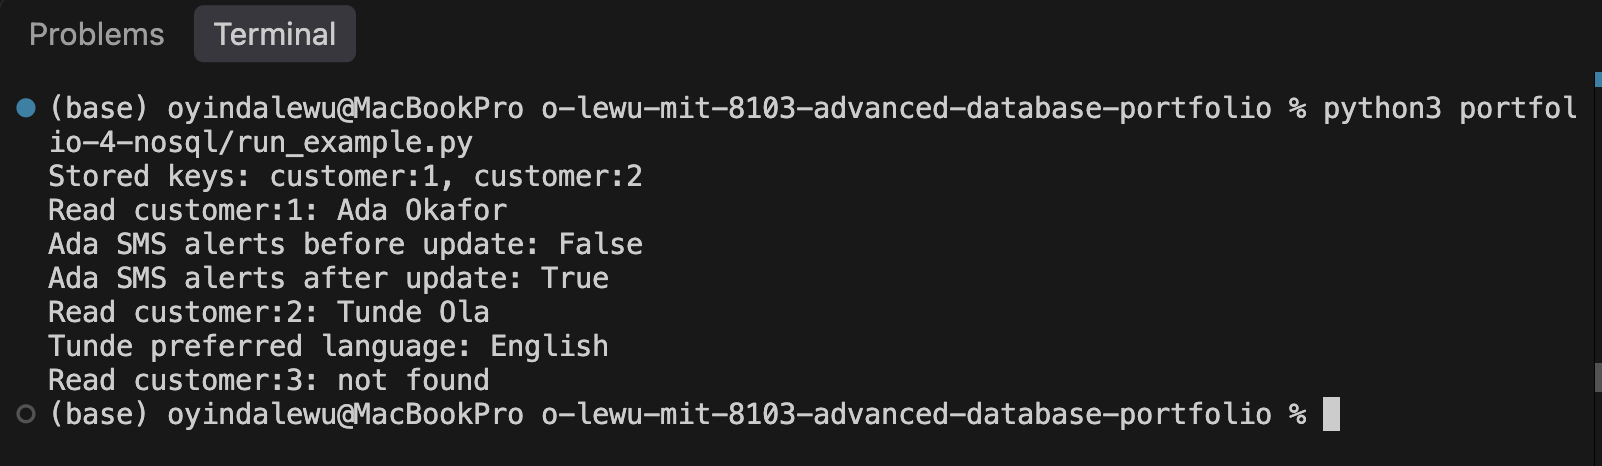 Problems Terminal
(base) oyindalewu@MacBookPro o-lewu-mit-8103-advanced-database-portfolio % python3 portfol
io-4-nosql/run_example.py
Stored keys: customer:1, customer:2
Read customer:1: Ada Okafor
Ada SMS alerts before update: False
Ada SMS alerts after update: True
Read customer:2: Tunde Ola
Tunde preferred language: English
Read customer:3: not found
(base) oyindalewu@MacBookPro o-lewu-mit-8103-advanced-database-portfolio %